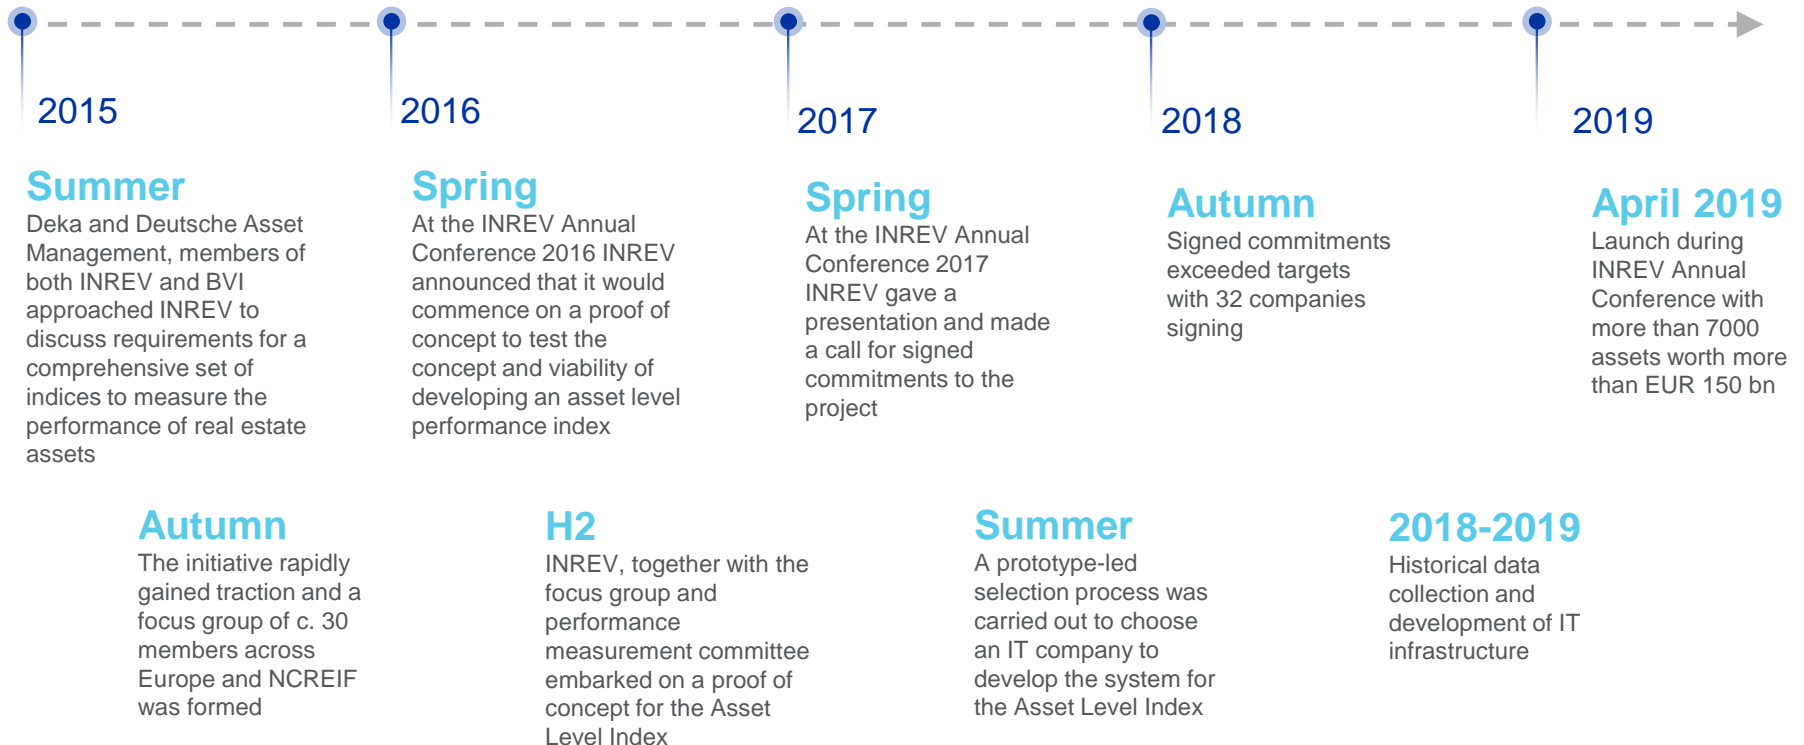 2015
2016
2017
2018
2019
Summer
Deka and Deutsche Asset
Management, members of
both INREV and BVI
approached INREV to
discuss requirements for a
comprehensive set of
indices to measure the
performance of real estate
assets
Spring
At the INREV Annual
Conference 2016 INREV
announced that it would
commence on a proof of
concept to test the
concept and viability of
developing an asset level
performance index
Spring
At the INREV Annual
Conference 2017
INREV gave a
presentation and made
a call for signed
commitments to the
project
Autumn
Signed commitments
exceeded targets
with 32 companies
signing
April 2019
Launch during
INREV Annual
Conference with
more than 7000
assets worth more
than EUR 150 bn
Autumn
The initiative rapidly
gained traction and a
focus group of c. 30
members across
Europe and NCREIF
was formed
H2
INREV, together with the
focus group and
performance
measurement committee
embarked on a proof of
concept for the Asset
Level Index
Summer
A prototype-led
selection process was
carried out to choose
an IT company to
develop the system for
the Asset Level Index
2018-2019
Historical data
collection and
development of IT
infrastructure